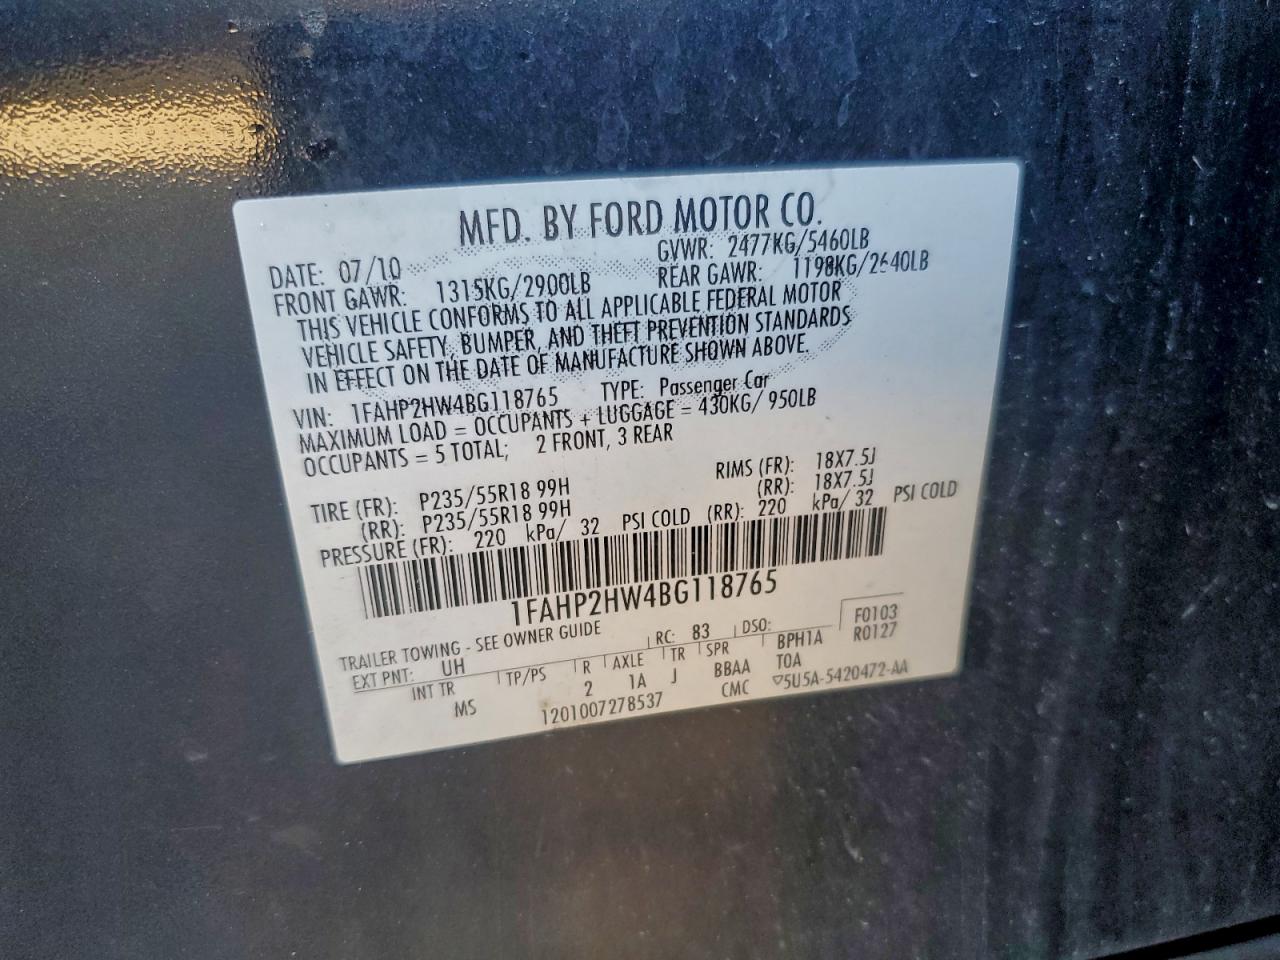 MFD. BY FORD MOTOR CO.
DATE: 07/10 GVWR: 2477KG/5460LB
FRONT GAWR: 1315KG/2900LB REAR GAWR: 1198KG/2640LB
THIS VEHICLE CONFORMS TO ALL APPLICABLE FEDERAL MOTOR
VEHICLE SAFETY, BUMPER, AND THEFT PREVENTION STANDARDS
IN EFFECT ON THE DATE OF MANUFACTURE SHOWN ABOVE.
VIN: 1FAHP2HW4BG118765 TYPE: Passenger Car
MAXIMUM LOAD = OCCUPANTS + LUGGAGE = 430KG/ 950LB
OCCUPANTS = 5 TOTAL; 2 FRONT, 3 REAR
TIRE (FR): P235/55R18 99H RIMS (FR): 18X7.5J
(RR): P235/55R18 99H (RR): 18X7.5J
PRESSURE (FR): 220 kPa/ 32 PSI COLD (RR): 220 kPa/ 32 PSI COLD
1FAHP2HW4BG118765
TRAILER TOWING - SEE OWNER GUIDE
EXT PNT: UH RC: 83 DSO: F0103
R0127
INT TR TP/PS R AXLE TR SPR BPH1A
MS 2 1A J BBAA TOA
1201007278537 CMC 5U5A-5420472-AA